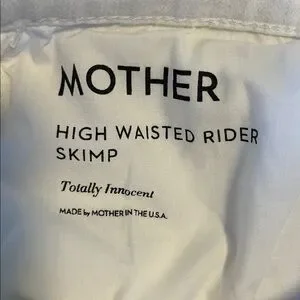 MOTHER
HIGH WAISTED RIDER
SKIMP
Totally Innocent
MADE by MOTHER IN THE U.S.A.